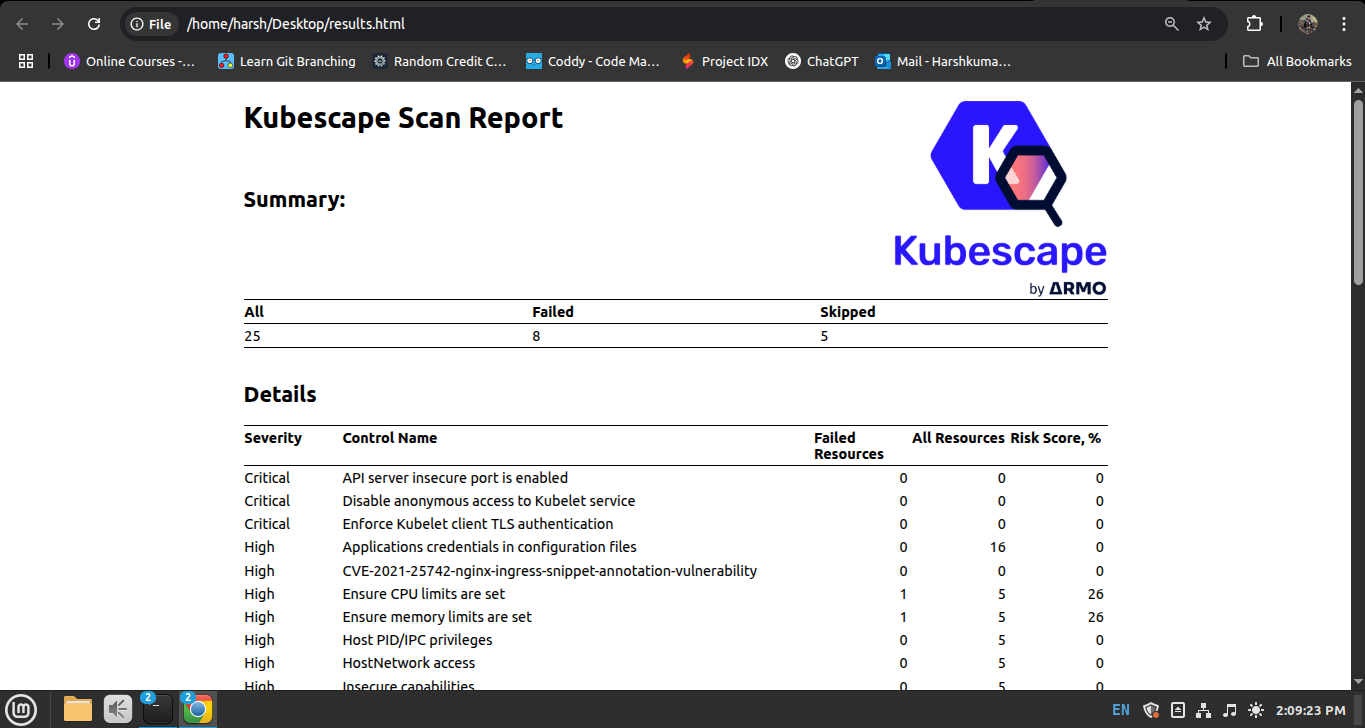 File /home/harsh/Desktop/results.html
Online Courses -... Learn Git Branching Random Credit C... Coddy - Code Ma... Project IDX ChatGPT Mail - Harshkuma... All Bookmarks
Kubescape Scan Report
K
Summary:
Kubescape
by ARMO
All Failed Skipped
25 8 5
Details
Severity Control Name Failed Resources All Resources Risk Score, %
Critical API server insecure port is enabled 0 0 0
Critical Disable anonymous access to Kubelet service 0 0 0
Critical Enforce Kubelet client TLS authentication 0 0 0
High Applications credentials in configuration files 0 16 0
High CVE-2021-25742-nginx-ingress-snippet-annotation-vulnerability 0 0 0
High Ensure CPU limits are set 1 5 26
High Ensure memory limits are set 1 5 26
High Host PID/IPC privileges 0 5 0
High HostNetwork access 0 5 0
High Insecure capabilities 0 5 0
2 2 EN 2:09:23 PM